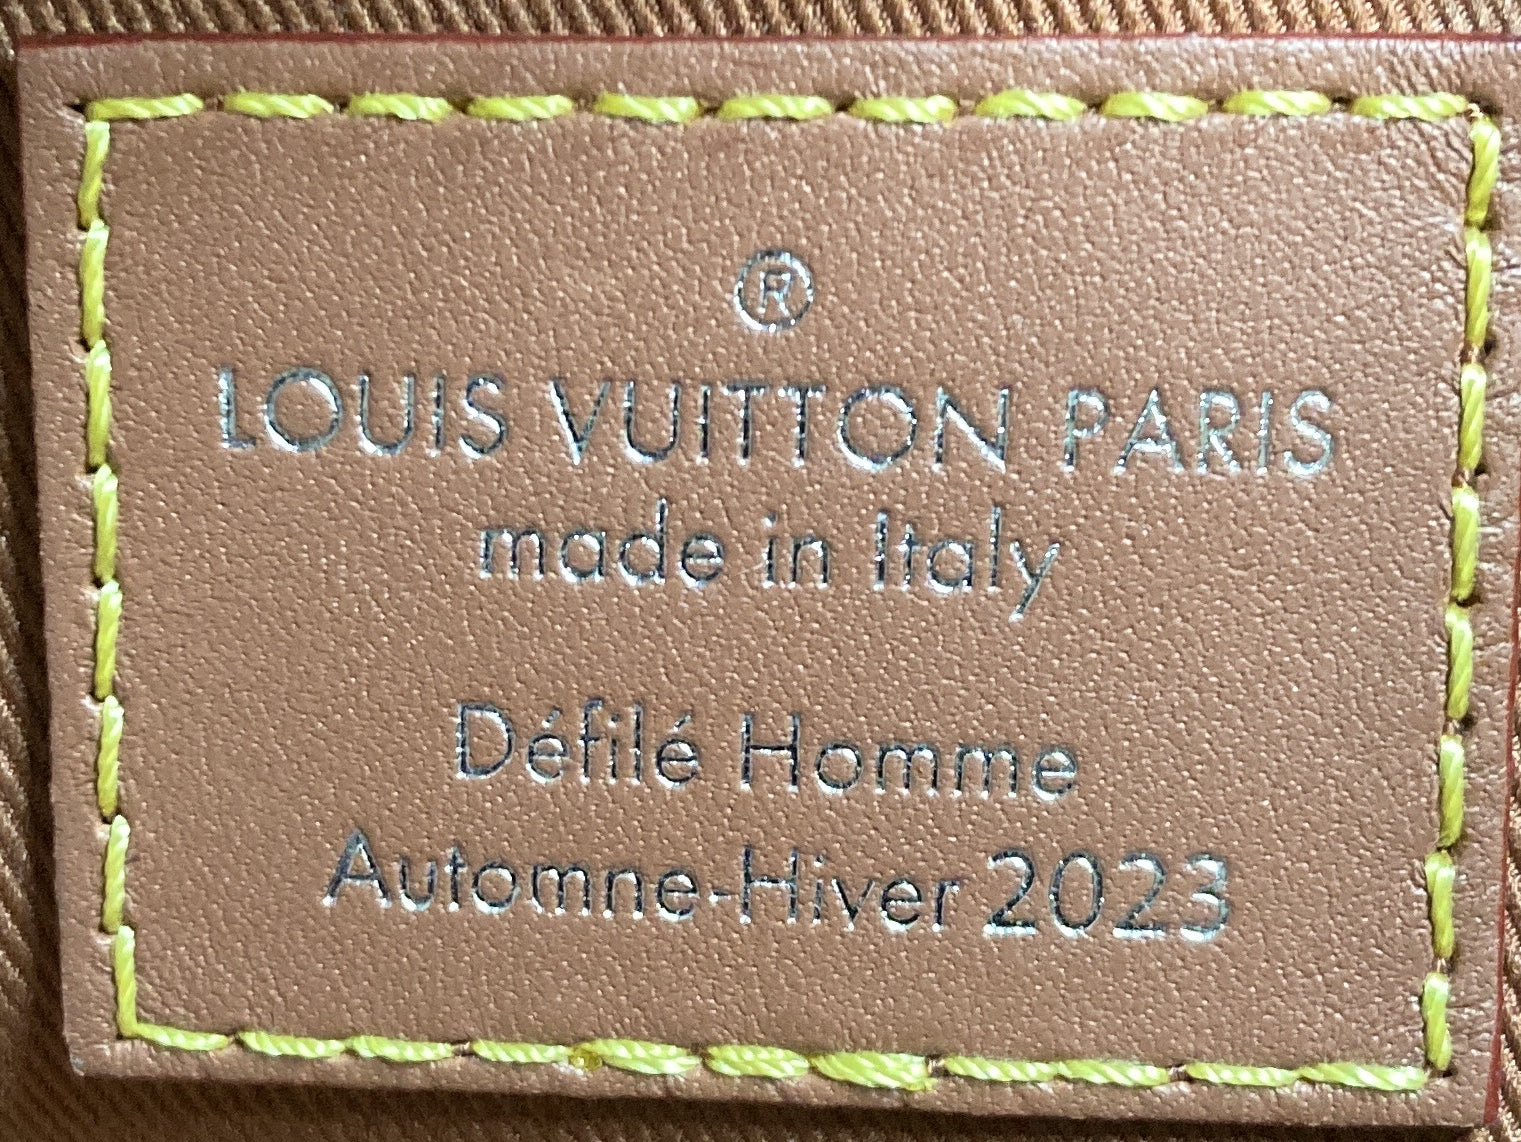 ®
LOUIS VUITTON PARIS
made in Italy
Défilé Homme
Automne-Hiver 2023